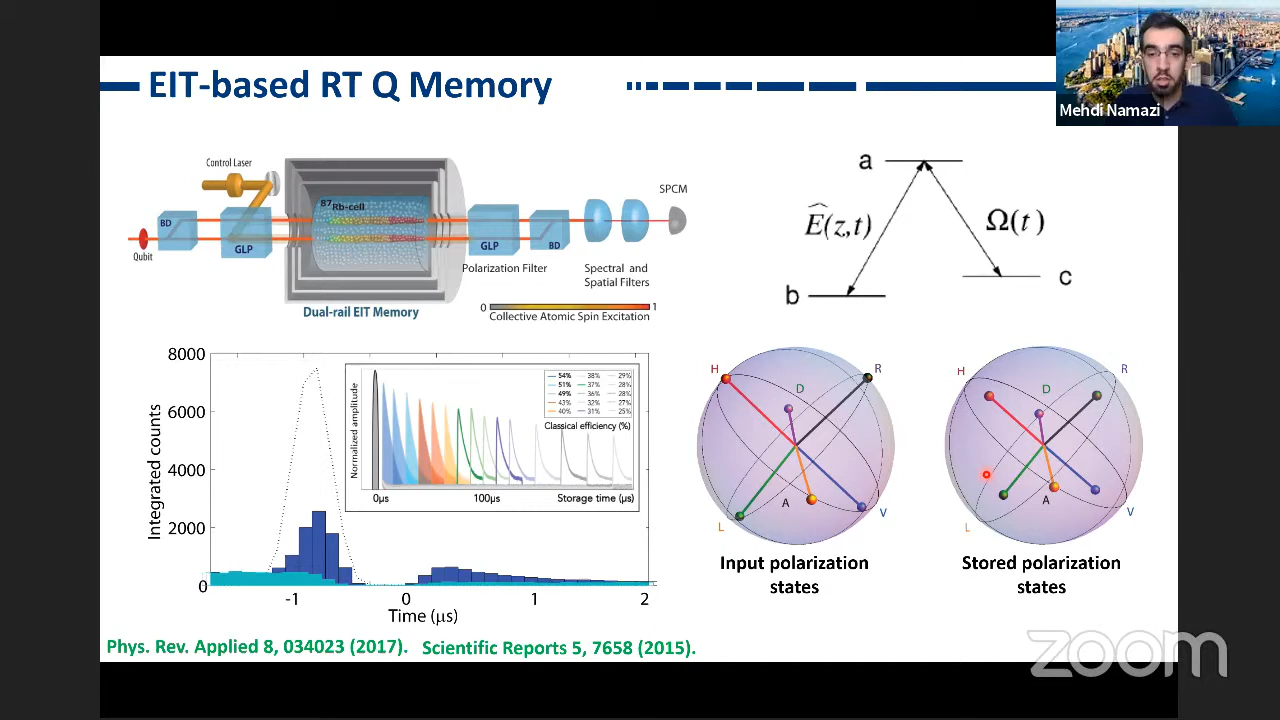 EIT-based RT Q Memory
Mehdi Namazi
Control Laser
BD
GLP
Qubit
87Rb-cell
GLP
BD
SPCM
Polarization Filter
Spectral and
Spatial Filters
Dual-rail EIT Memory
0
1
Collective Atomic Spin Excitation
a
Ê(z,t)
Ω(t)
b
c
8000
6000
4000
2000
0
Integrated counts
-1
0
1
2
Time (μs)
Normalized amplitude
54% 38% 29%
51% 37% 28%
49% 36% 28%
43% 32% 27%
40% 31% 25%
Classical efficiency (%)
0μs
100μs
Storage time (μs)
H
R
D
A
L
V
Input polarization
states
H
R
D
A
L
V
Stored polarization
states
Phys. Rev. Applied 8, 034023 (2017). Scientific Reports 5, 7658 (2015).
zoom